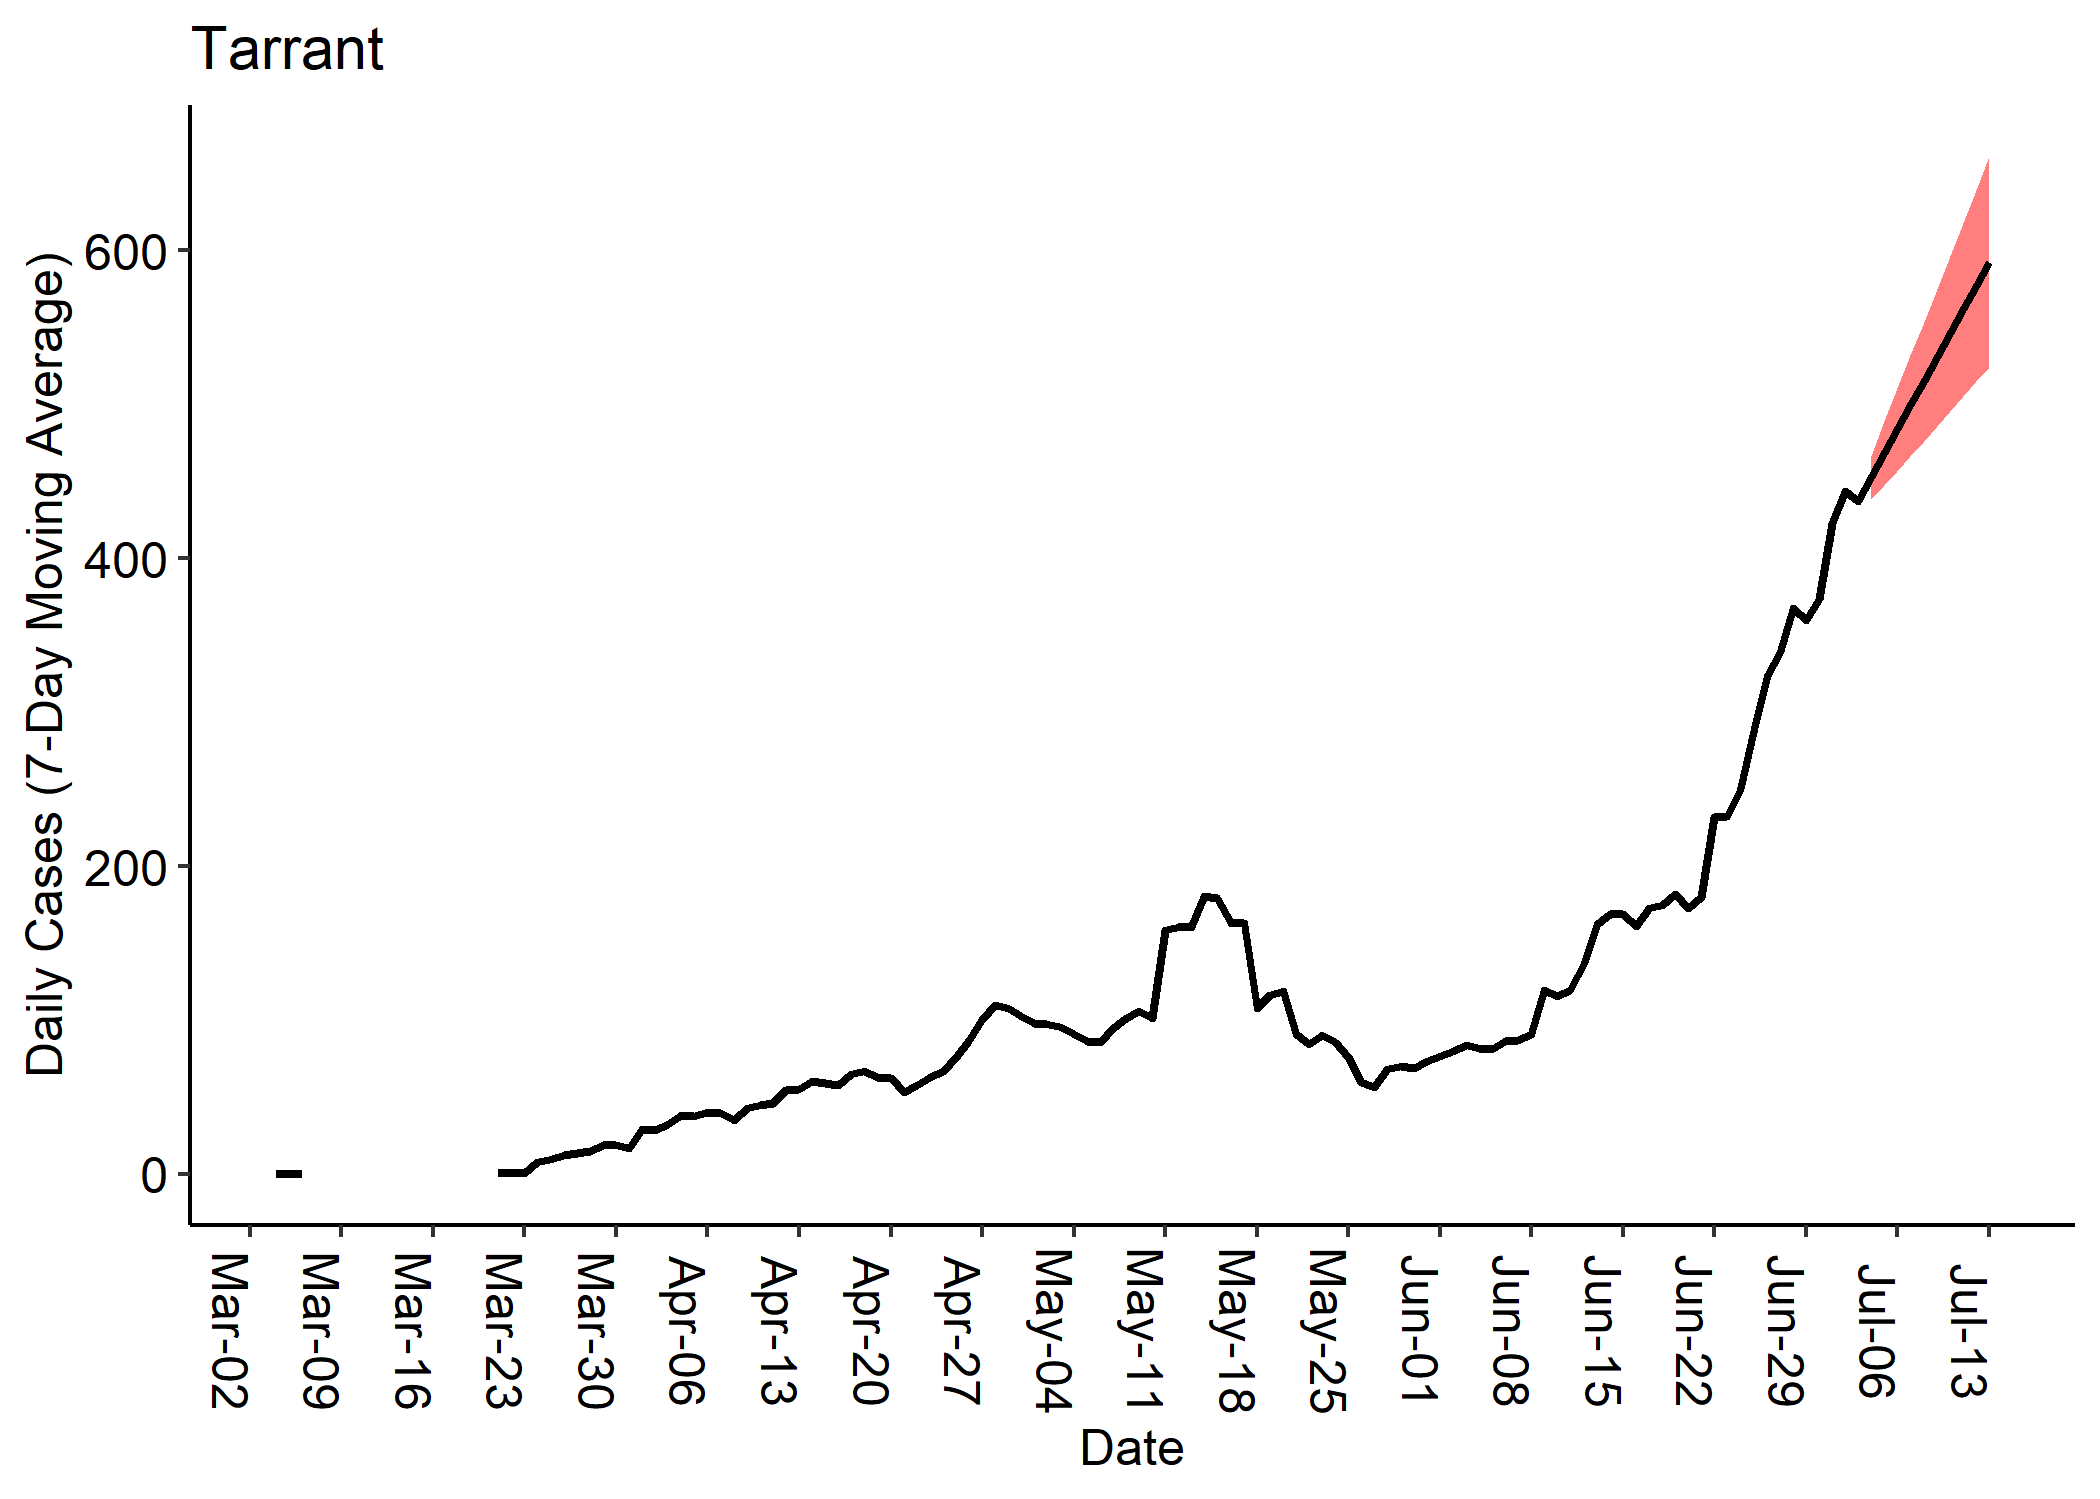 Tarrant
Daily Cases (7-Day Moving Average)
600
400
200
0
Mar-02
Mar-09
Mar-16
Mar-23
Mar-30
Apr-06
Apr-13
Apr-20
Apr-27
May-04
May-11
May-18
May-25
Jun-01
Jun-08
Jun-15
Jun-22
Jun-29
Jul-06
Jul-13
Date